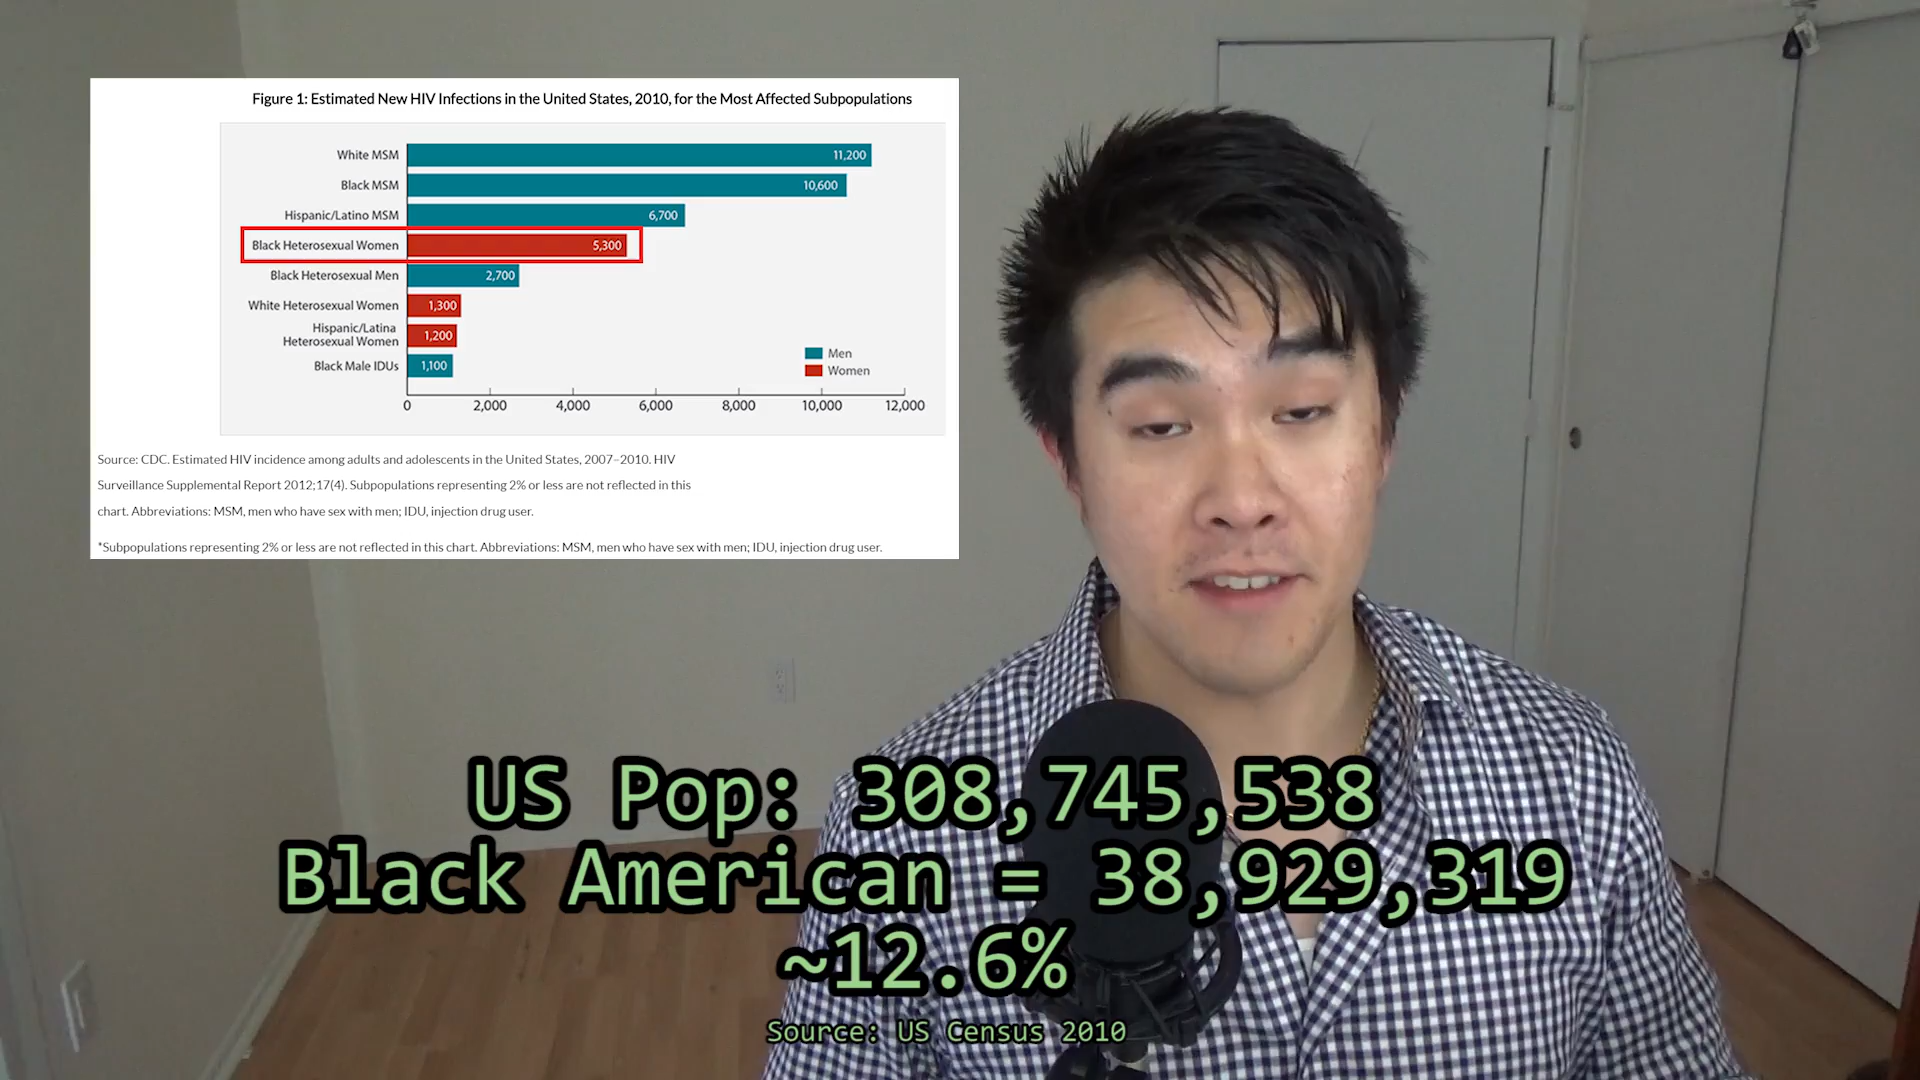 Figure 1: Estimated New HIV Infections in the United States, 2010, for the Most Affected Subpopulations
White MSM 11,200
Black MSM 10,600
Hispanic/Latino MSM 6,700
Black Heterosexual Women 5,300
Black Heterosexual Men 2,700
White Heterosexual Women 1,300
Hispanic/Latina
Heterosexual Women 1,200
Black Male IDUs 1,100
Men
Women
0 2,000 4,000 6,000 8,000 10,000 12,000
Source: CDC. Estimated HIV incidence among adults and adolescents in the United States, 2007–2010. HIV
Surveillance Supplemental Report 2012;17(4). Subpopulations representing 2% or less are not reflected in this
chart. Abbreviations: MSM, men who have sex with men; IDU, injection drug user.
*Subpopulations representing 2% or less are not reflected in this chart. Abbreviations: MSM, men who have sex with men; IDU, injection drug user.
US Pop: 308,745,538
Black American = 38,929,319
~12.6%
Source: US Census 2010